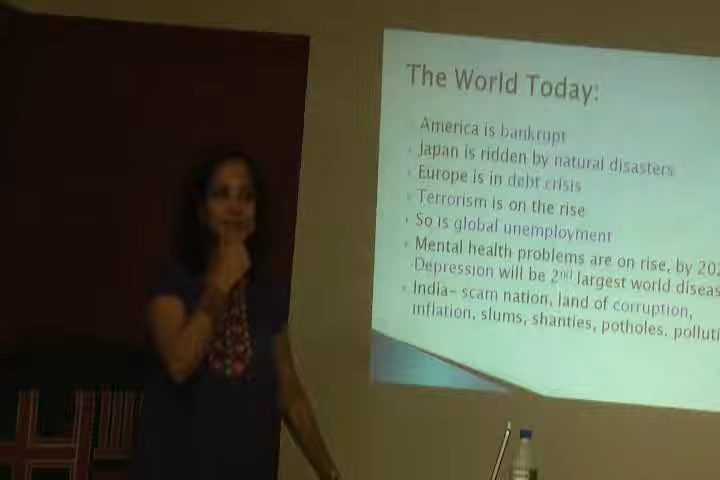 The World Today:
America is bankrupt
Japan is ridden by natural disasters
Europe is in debt crisis
Terrorism is on the rise
So is global unemployment
Mental health problems are on rise, by
Depression will be 2nd largest world
India- scam nation, land of corruption,
inflation, slums, shanties, potholes.